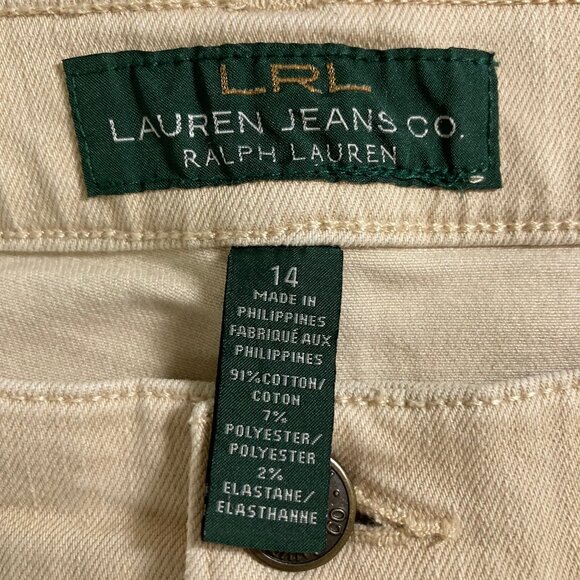 LRL
LAUREN JEANS CO.
RALPH LAUREN
14
MADE IN
PHILIPPINES
FABRIQUÉ AUX
PHILIPPINES
91% COTTON/
COTON
7%
POLYESTER/
POLYESTER
2%
ELASTANE/
ELASTHANNE
CO.